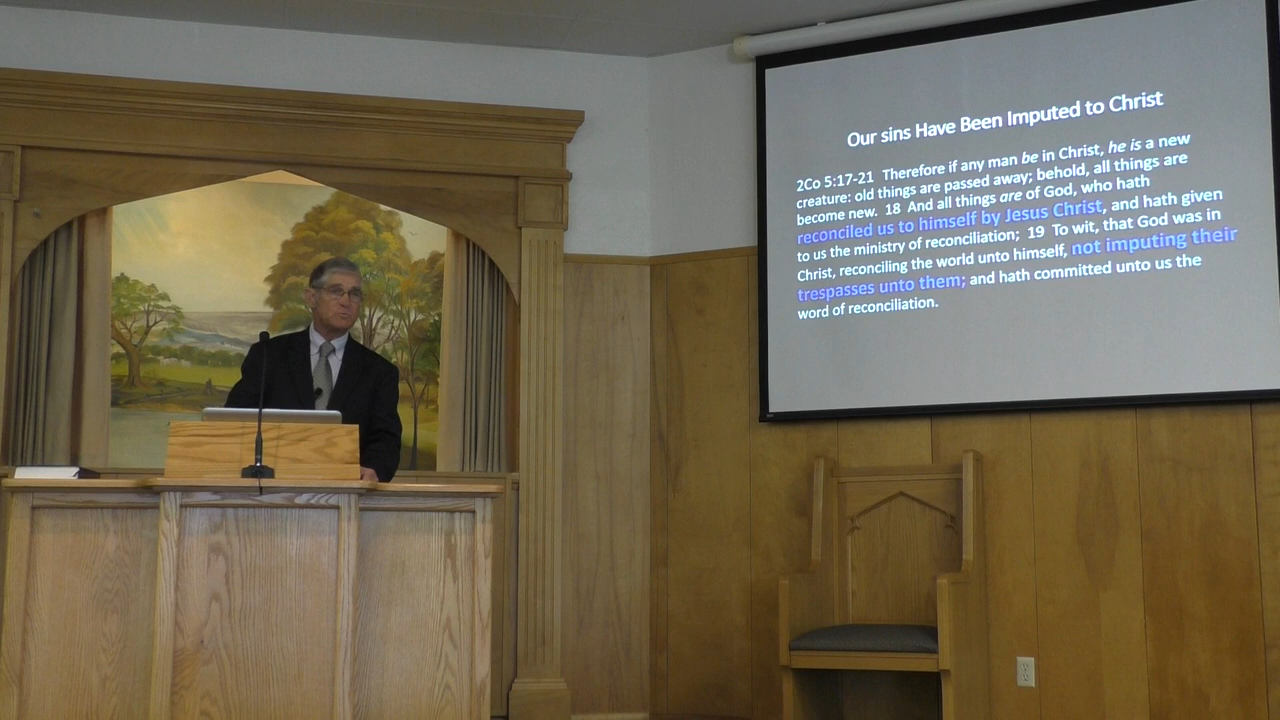 Our sins Have Been Imputed to Christ
2Co 5:17-21 Therefore if any man be in Christ, he is a new
creature: old things are passed away; behold, all things are
become new. 18 And all things are of God, who hath
reconciled us to himself by Jesus Christ, and hath given
to us the ministry of reconciliation; 19 To wit, that God was in
Christ, reconciling the world unto himself, not imputing their
trespasses unto them; and hath committed unto us the
word of reconciliation.